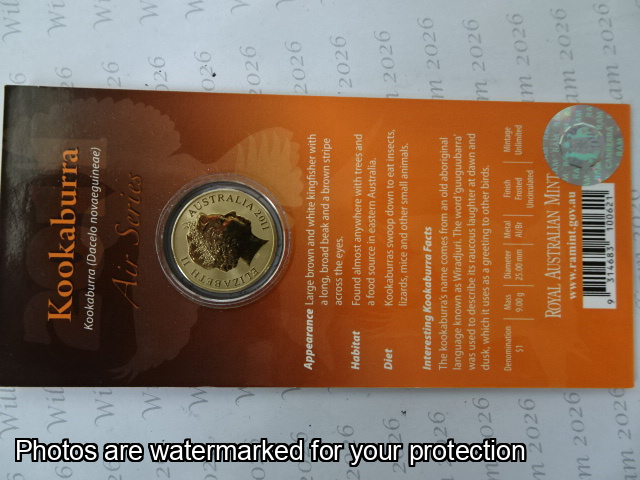 Kookaburra
Kookaburra (Dacelo novaeguineae)
Air Series
ELIZABETH II AUSTRALIA 2011
Appearance Large brown and white kingfisher with
a long, broad beak and a brown stripe
across the eyes.
Habitat Found almost anywhere with trees and
a food source in eastern Australia.
Diet Kookaburras swoop down to eat insects,
lizards, mice and other small animals.
Interesting Kookaburra Facts
The kookaburra's name comes from an old aboriginal
language known as Wiradjuri. The word 'guuguubarra'
was used to describe its raucous laughter at dawn and
dusk, which it uses as a greeting to other birds.
Denomination Mass Diameter Metal Finish Mintage
$1 9.00 g 25.00 mm Al/Br Frosted Uncirculated Unlimited
ROYAL AUSTRALIAN MINT
www.ramint.gov.au
9 314683 100621
Photos are watermarked for your protection